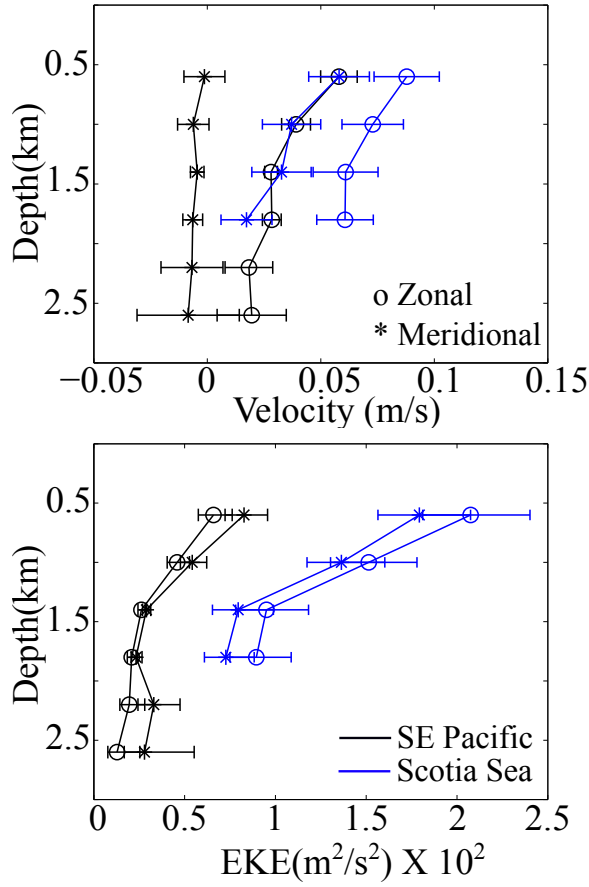 0.5
1.5
2.5
Depth(km)
o Zonal
* Meridional
−0.05 0 0.05 0.1 0.15
Velocity (m/s)
0.5
1.5
2.5
Depth(km)
SE Pacific
Scotia Sea
0 0.5 1 1.5 2 2.5
EKE(m²/s²) X 10²